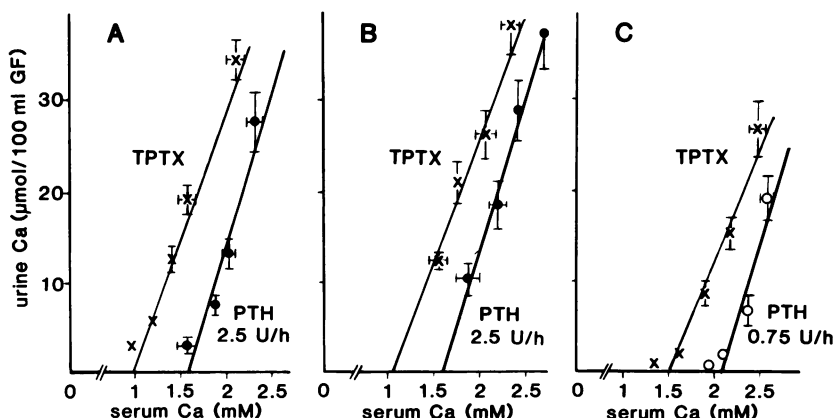 A
B
C
urine Ca (µmol/100 ml GF)
30
20
10
TPTX
TPTX
TPTX
PTH
2.5 U/h
PTH
2.5 U/h
PTH
0.75 U/h
0 1 1.5 2 2.5
0 1 1.5 2 2.5
0 1 1.5 2 2.5
serum Ca (mM)
serum Ca (mM)
serum Ca (mM)